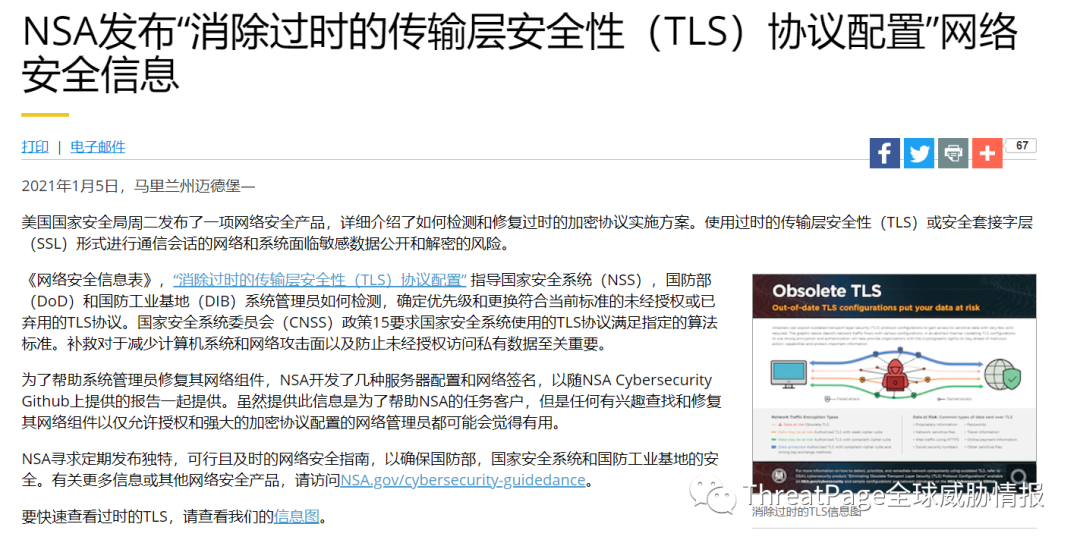 NSA发布“消除过时的传输层安全性（TLS）协议配置”网络
安全信息
打印 | 电子邮件
67
2021年1月5日，马里兰州迈德堡—
美国国家安全局周二发布了一项网络安全产品，详细介绍了如何检测和修复过时的加密协议实施方案。使用过时的传输层安全性（TLS）或安全套接字层
（SSL）形式进行通信会话的网络和系统面临敏感数据公开和解密的风险。
《网络安全信息表》，“消除过时的传输层安全性（TLS）协议配置” 指导国家安全系统（NSS），国防部
（DoD）和国防工业基地（DIB）系统管理员如何检测，确定优先级和更换符合当前标准的未经授权或已
弃用的TLS协议。国家安全系统委员会（CNSS）政策15要求国家安全系统使用的TLS协议满足指定的算法
标准。补救对于减少计算机系统和网络攻击面以及防止未经授权访问私有数据至关重要。
为了帮助系统管理员修复其网络组件，NSA开发了几种服务器配置和网络签名，以随NSA Cybersecurity
Github上提供的报告一起提供。虽然提供此信息是为了帮助NSA的任务客户，但是任何有兴趣查找和修复
其网络组件以仅允许授权和强大的加密协议配置的网络管理员都可能会觉得有用。
NSA寻求定期发布独特，可行且及时的网络安全指南，以确保国防部，国家安全系统和国防工业基地的安
全。有关更多信息或其他网络安全产品，请访问NSA.gov/cybersecurity-guidedance。
要快速查看过时的TLS，请查看我们的信息图。
Obsolete TLS
Out-of-date TLS configurations put your data at risk
Network Traffic Encryption Types
Data at Risk: Common types of data sent over TLS
ThreatPage全球威胁情报
消除过时的TLS信息图